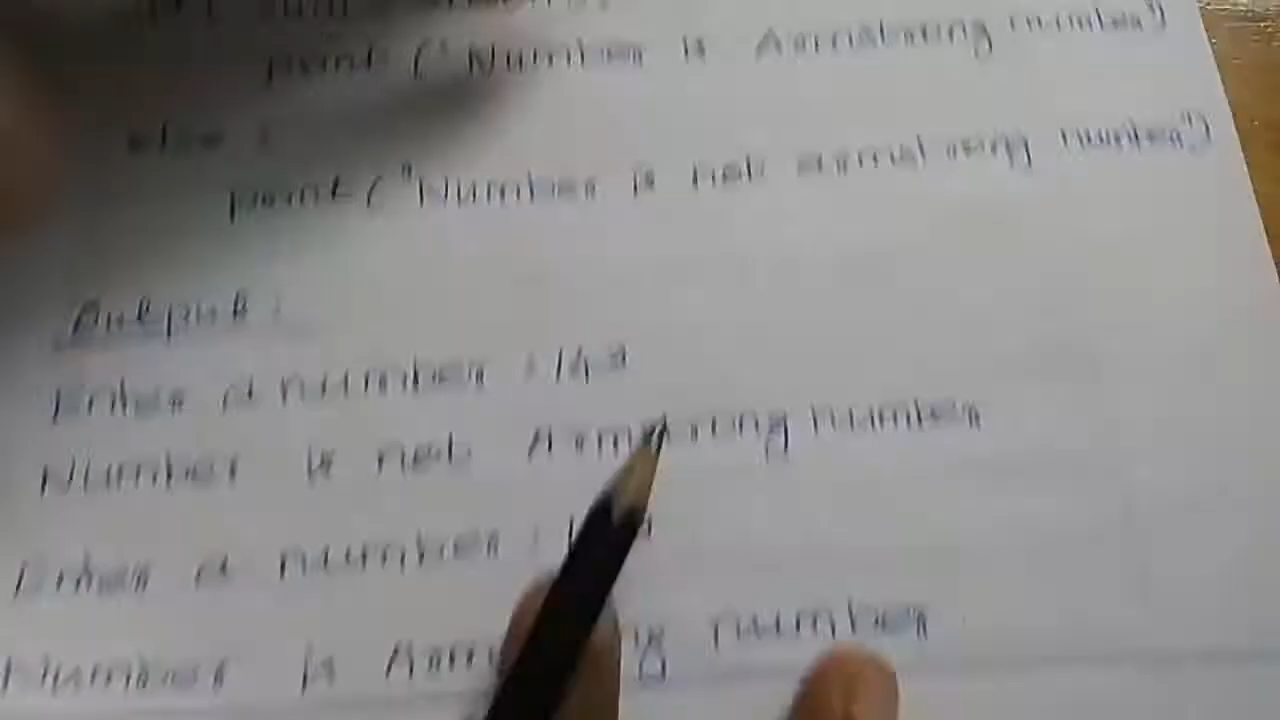 print ("Number is Armstrong number")
else :
print ("Number is not armstrong number")
Output :
Enter a number :
Number is not Armstrong number
Enter a number :
Number is number